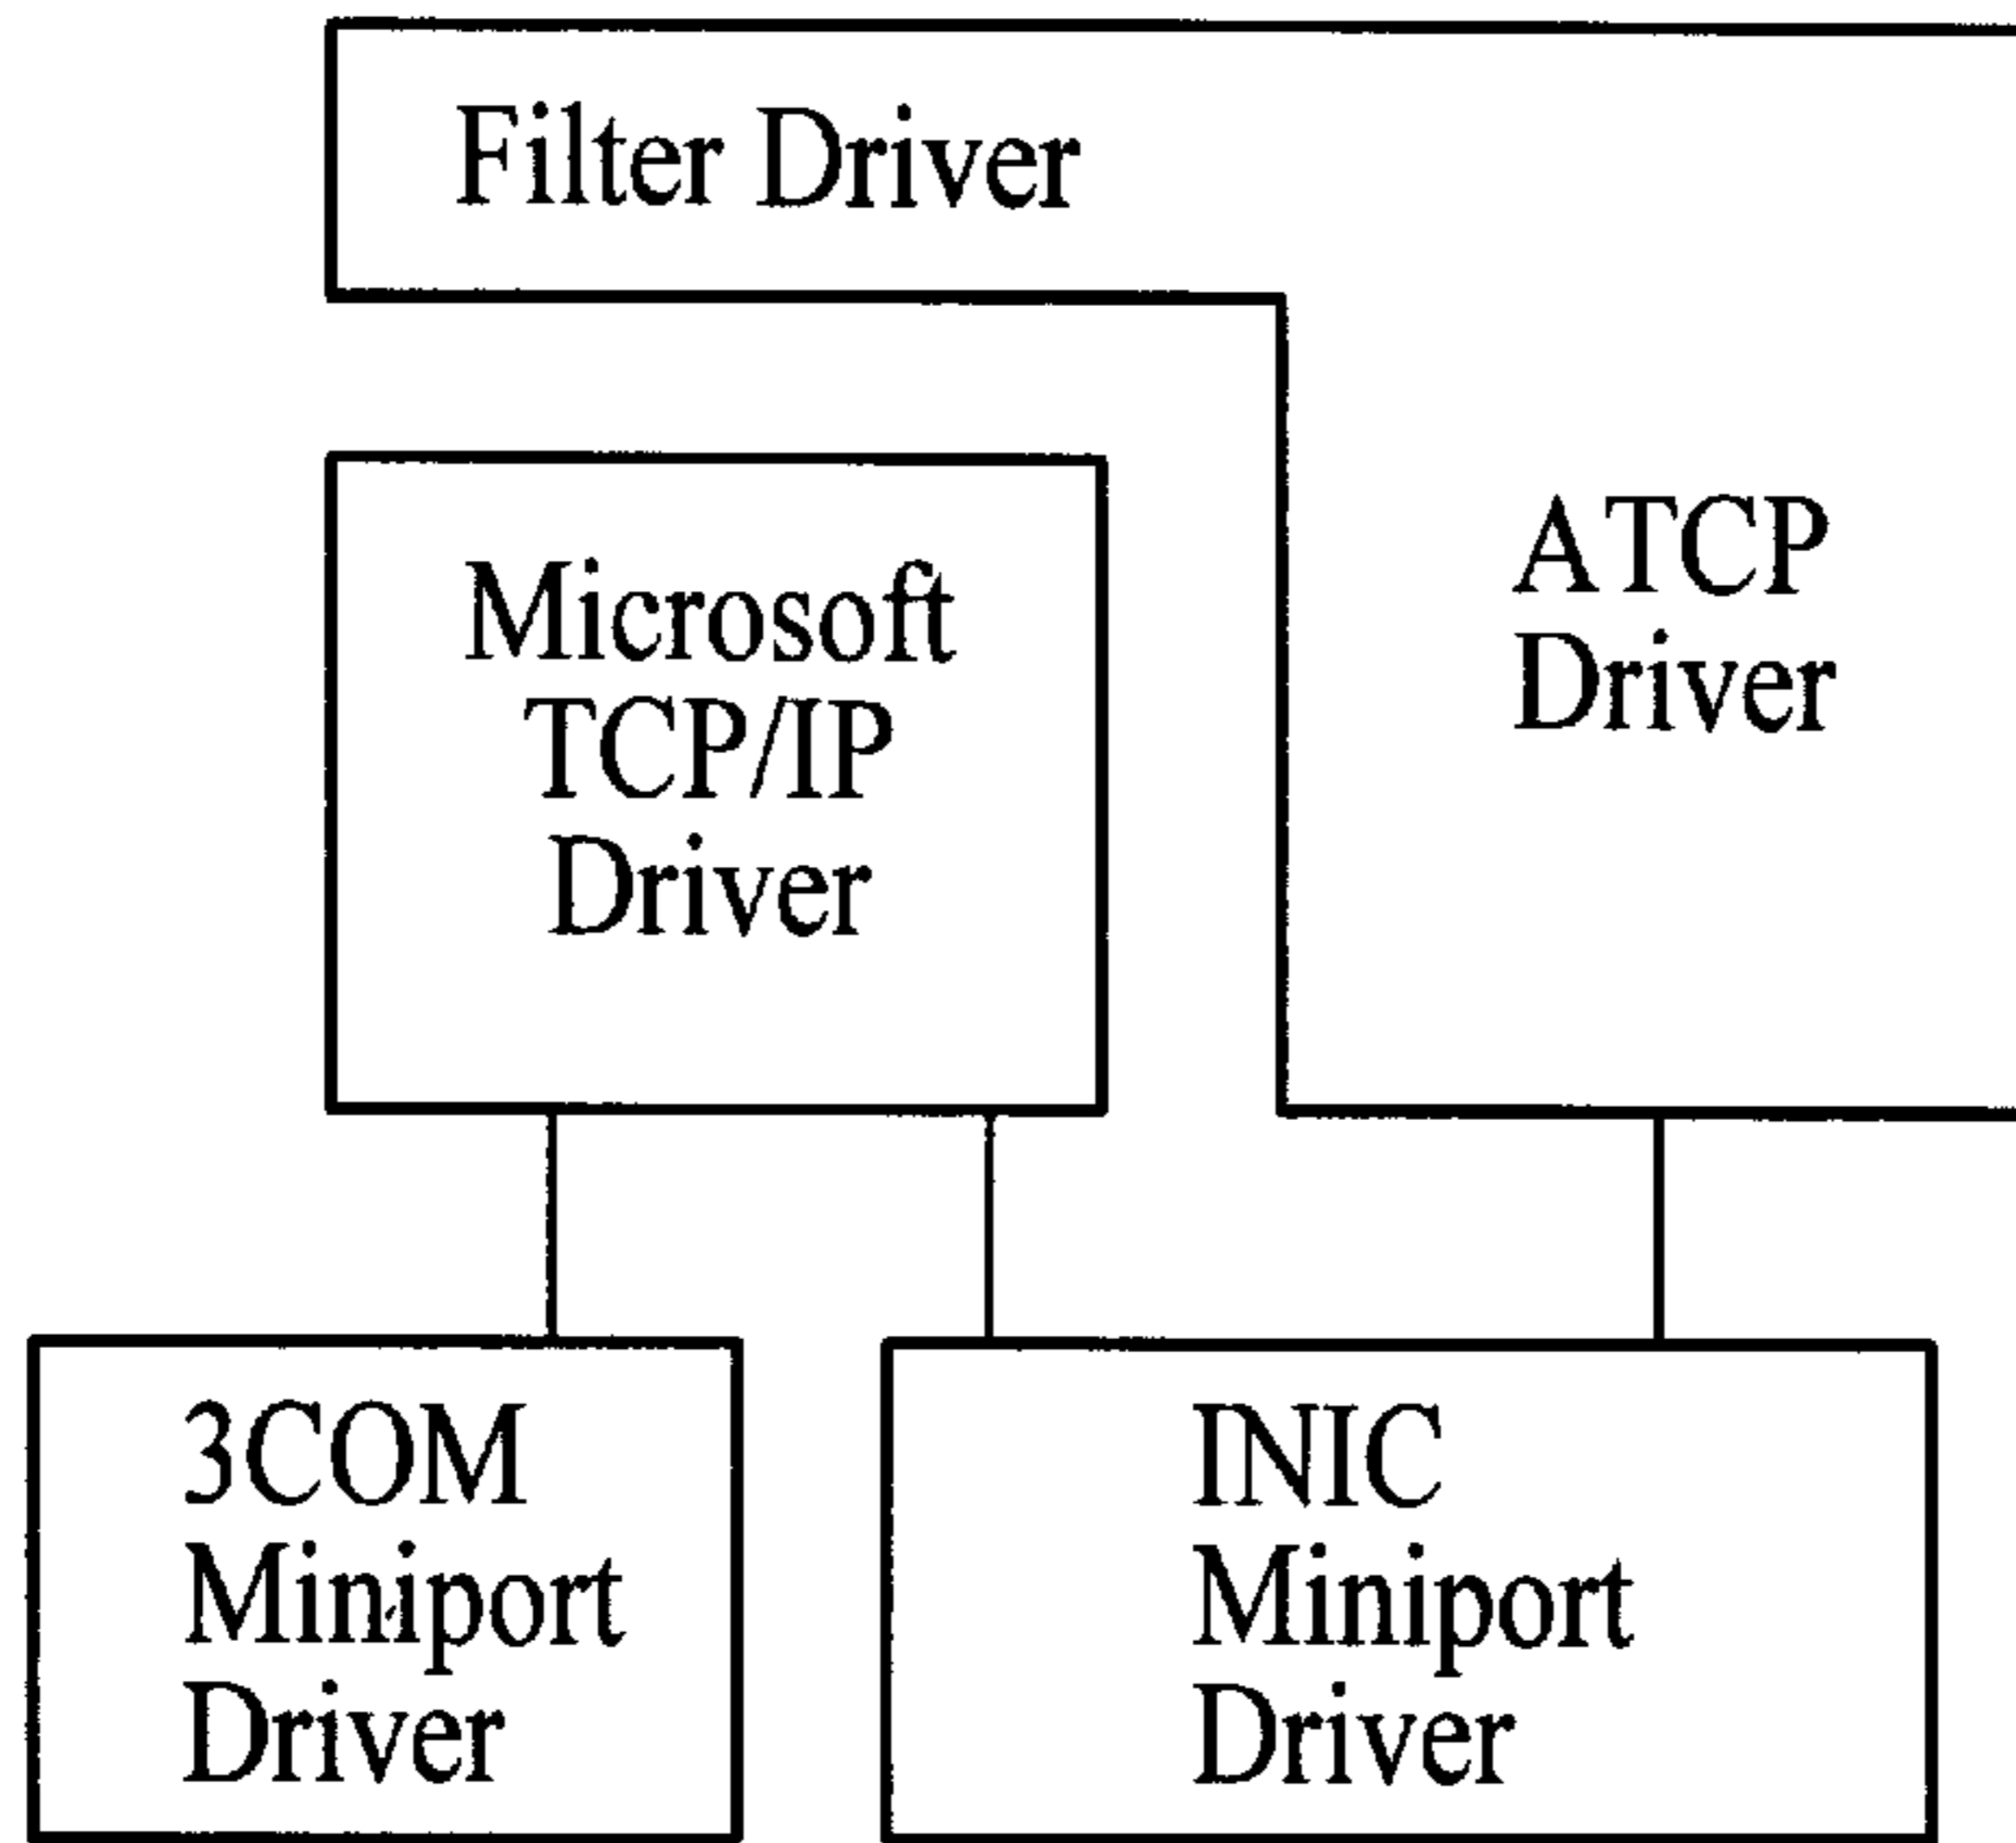 Filter Driver
Microsoft
TCP/IP
Driver
ATCP
Driver
3COM
Miniport
Driver
INIC
Miniport
Driver